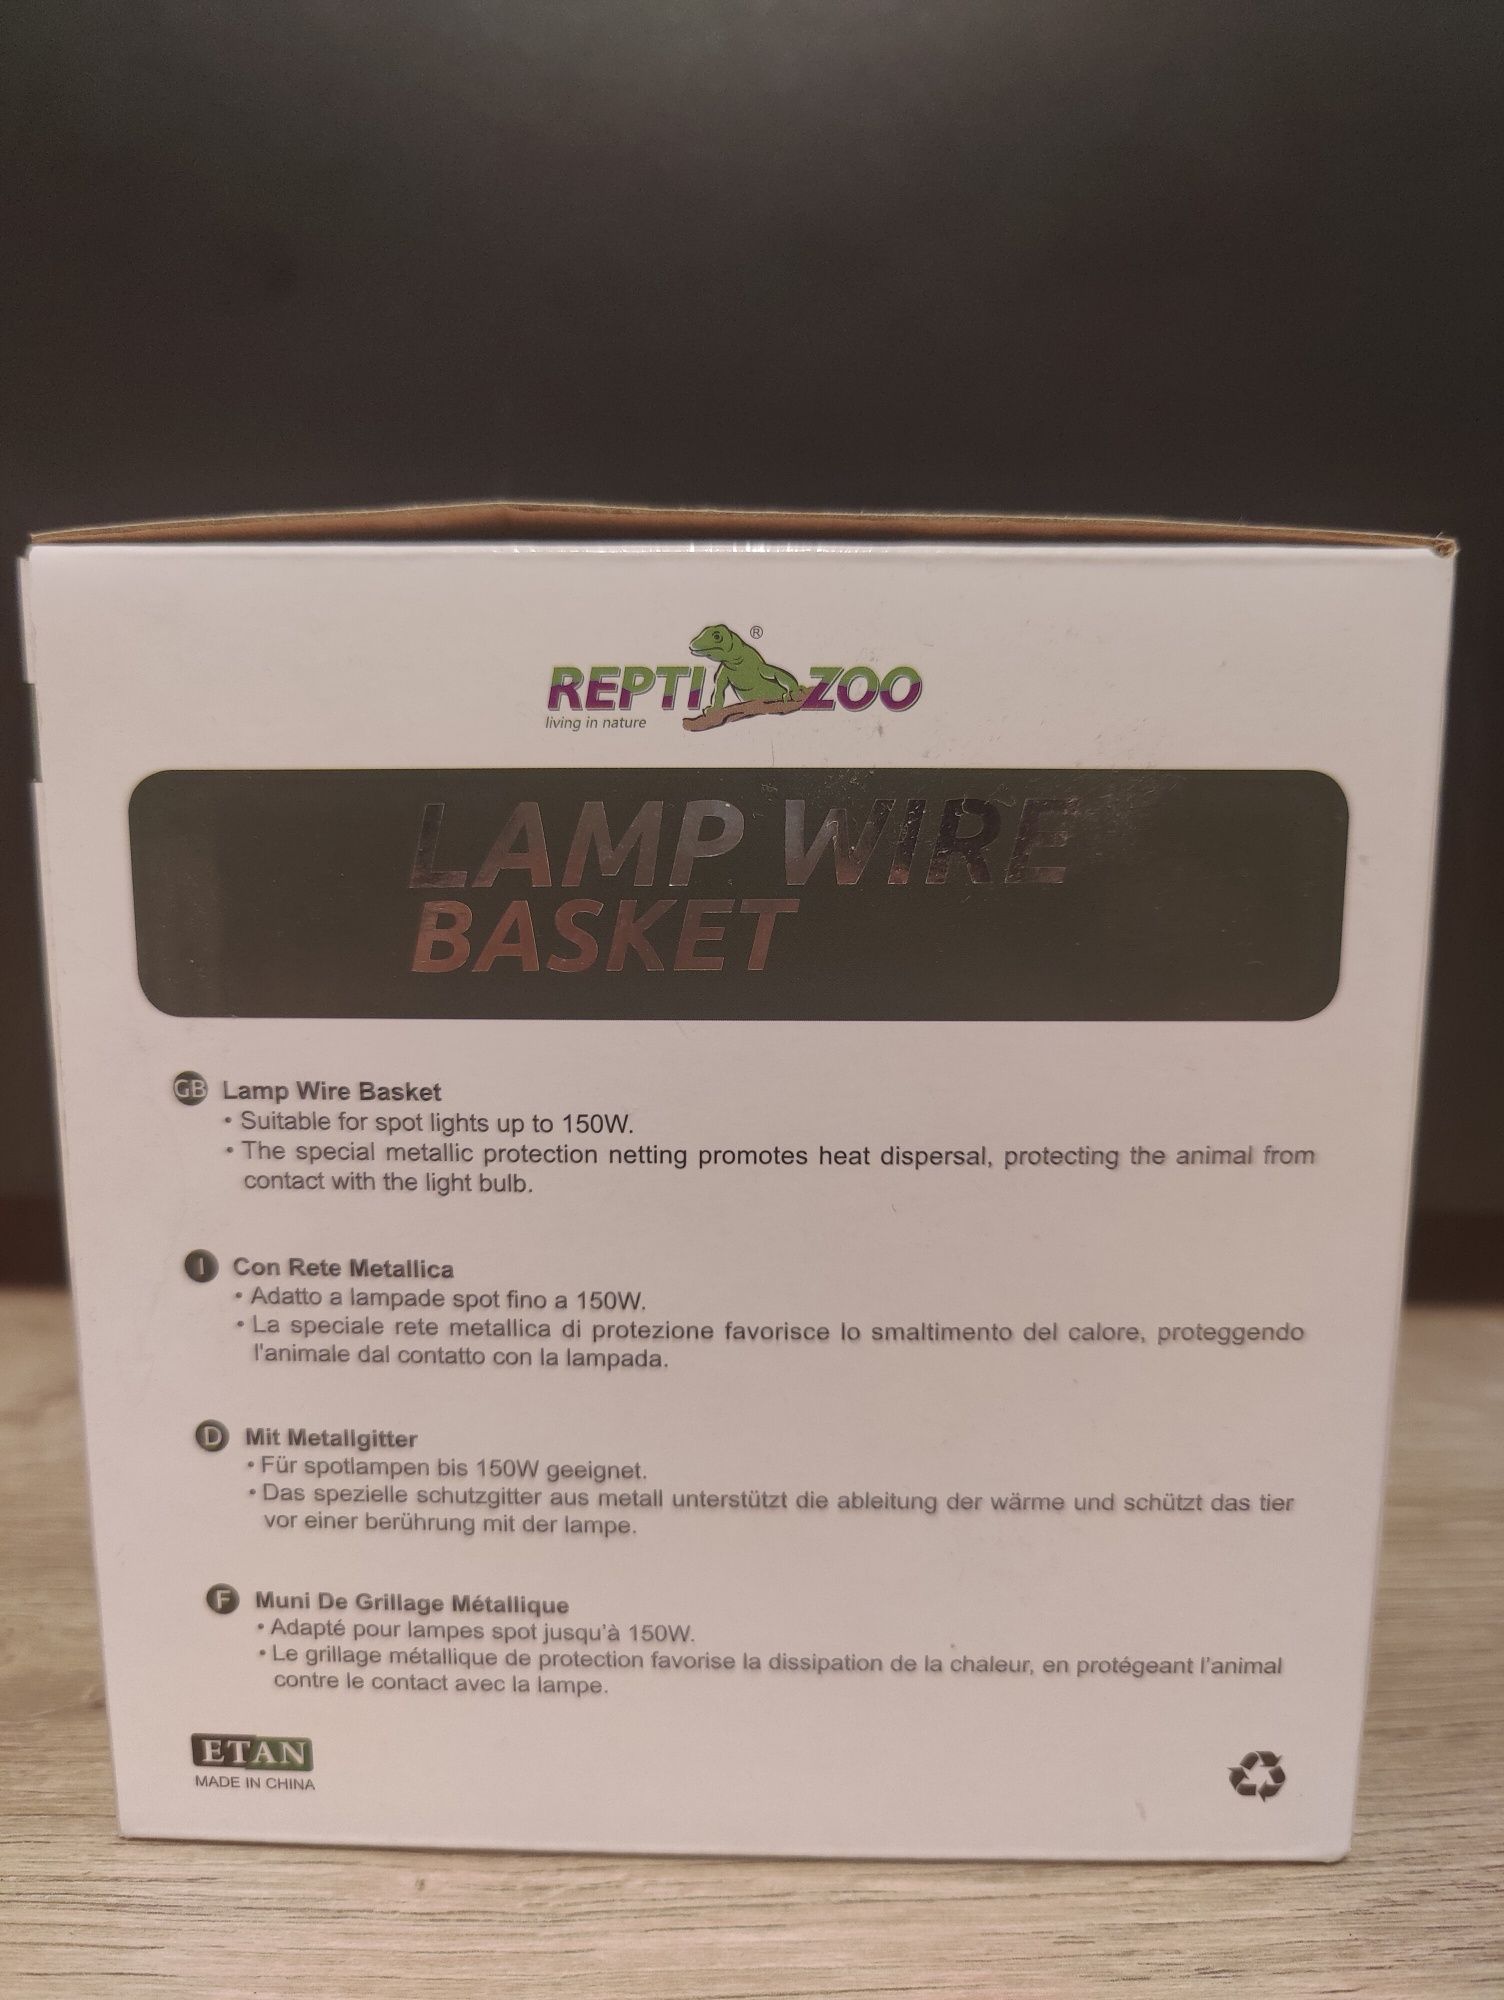 REPTI ZOO ®
living in nature
LAMP WIRE
BASKET
GB Lamp Wire Basket
• Suitable for spot lights up to 150W.
• The special metallic protection netting promotes heat dispersal, protecting the animal from
contact with the light bulb.
I Con Rete Metallica
• Adatto a lampade spot fino a 150W.
• La speciale rete metallica di protezione favorisce lo smaltimento del calore, proteggendo
l'animale dal contatto con la lampada.
D Mit Metallgitter
• Für spotlampen bis 150W geeignet.
• Das spezielle schutzgitter aus metall unterstützt die ableitung der wärme und schützt das tier
vor einer berührung mit der lampe.
F Muni De Grillage Métallique
• Adapté pour lampes spot jusqu'à 150W.
• Le grillage métallique de protection favorise la dissipation de la chaleur, en protégeant l'animal
contre le contact avec la lampe.
ETAN
MADE IN CHINA